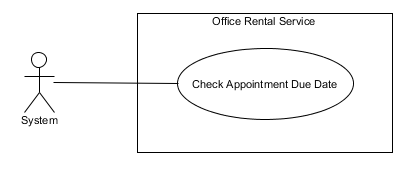 Office Rental Service
Check Appointment Due Date
System